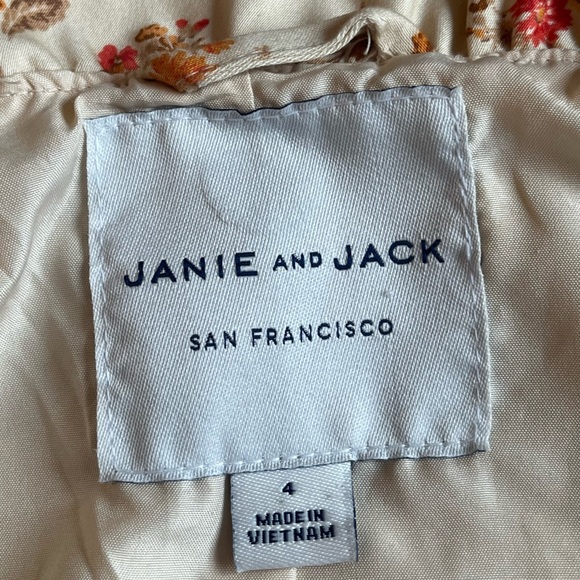 JANIE AND JACK
SAN FRANCISCO
4
MADE IN
VIETNAM